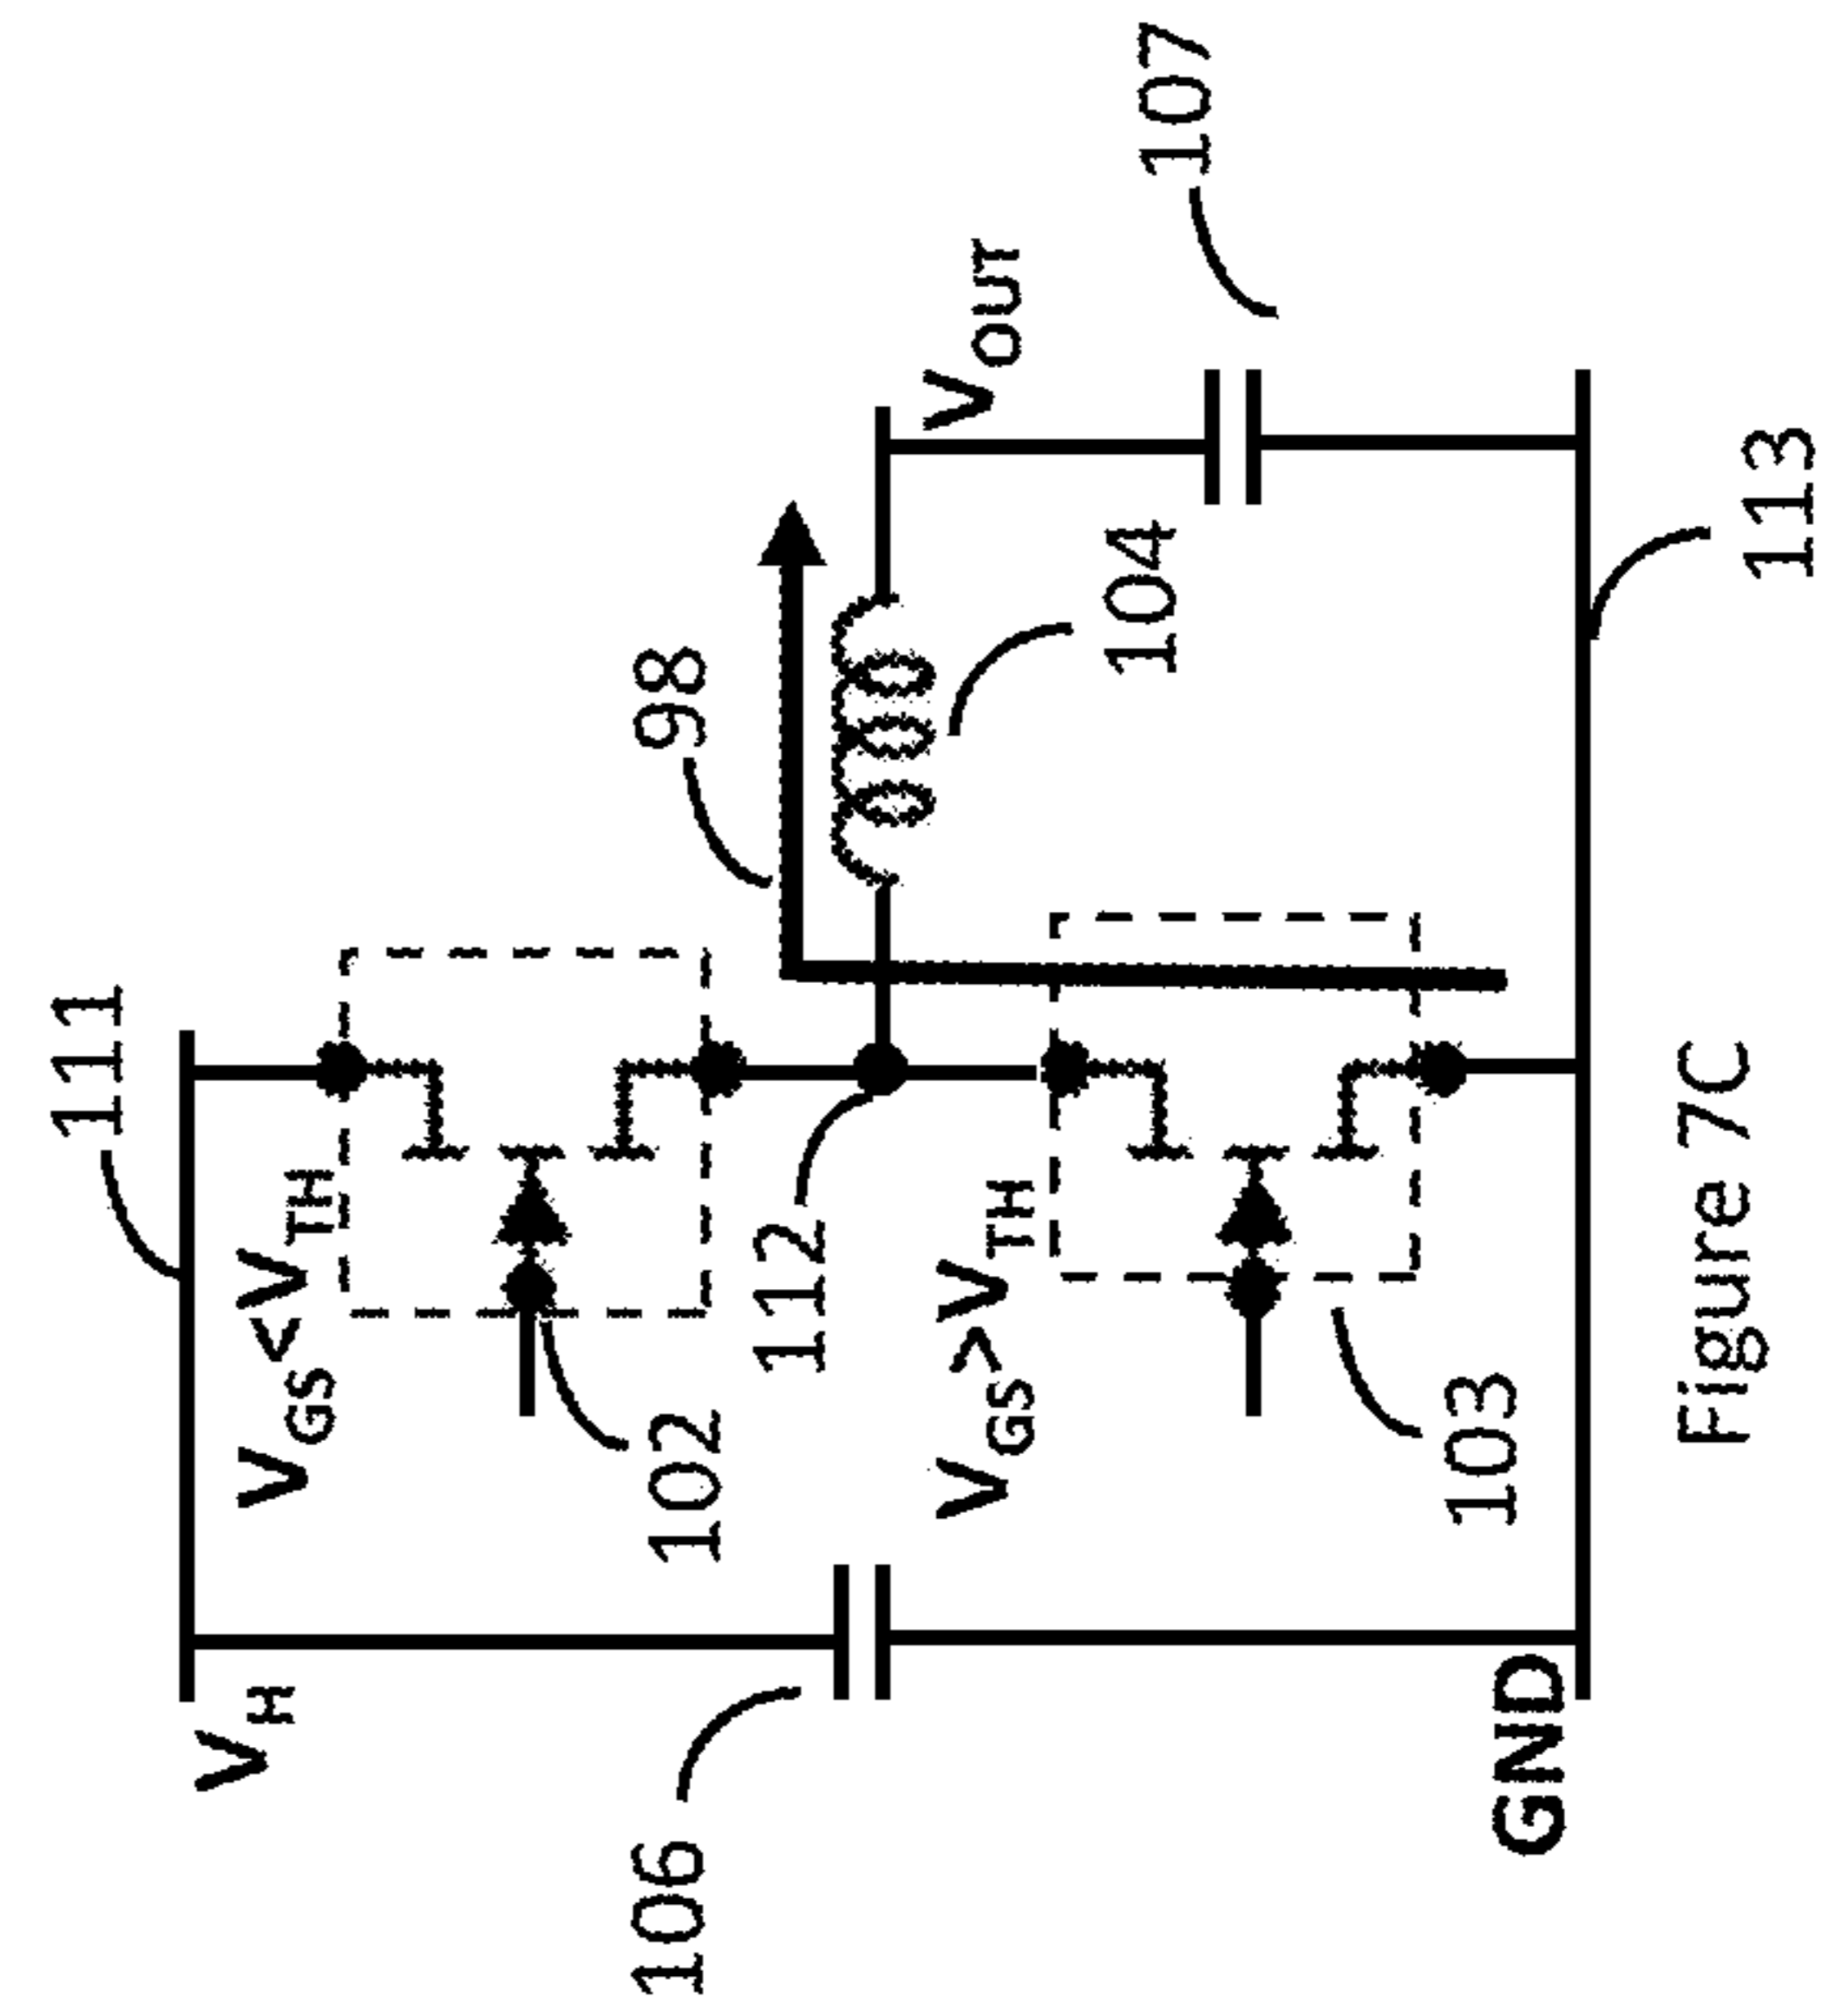 111
V_H
V_GS<V_TH
98
102
106
112
V_OUT
107
V_GS>V_TH
104
103
GND
113
Figure 7C